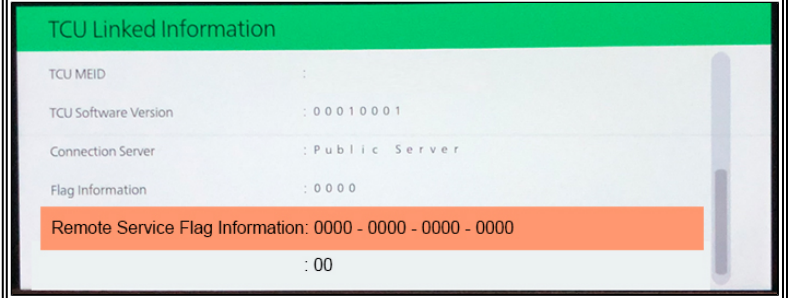 TCU Linked Information
TCU MEID :
TCU Software Version : 00010001
Connection Server : Public Server
Flag Information : 0000
Remote Service Flag Information: 0000 - 0000 - 0000 - 0000
: 00